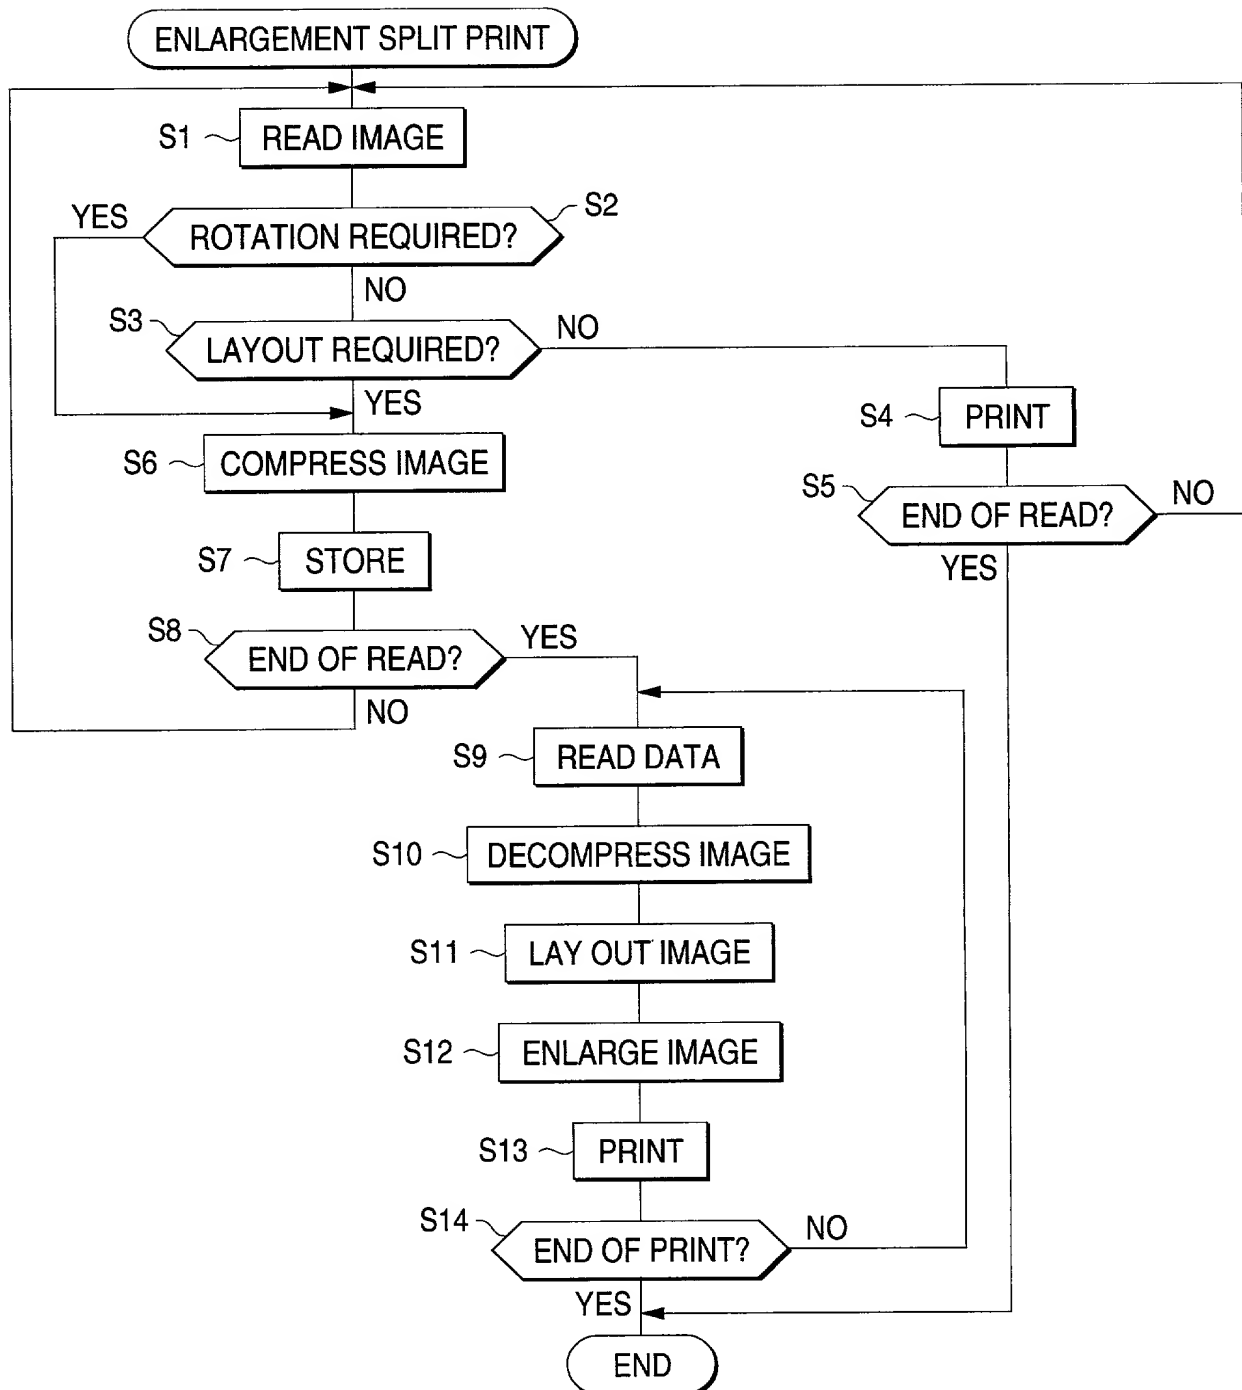 ENLARGEMENT SPLIT PRINT
S1
READ IMAGE
S2
YES
ROTATION REQUIRED?
NO
S3
NO
LAYOUT REQUIRED?
YES
S4
PRINT
S6
COMPRESS IMAGE
S5
NO
END OF READ?
YES
S7
STORE
S8
YES
END OF READ?
NO
S9
READ DATA
S10
DECOMPRESS IMAGE
S11
LAY OUT IMAGE
S12
ENLARGE IMAGE
S13
PRINT
S14
NO
END OF PRINT?
YES
END